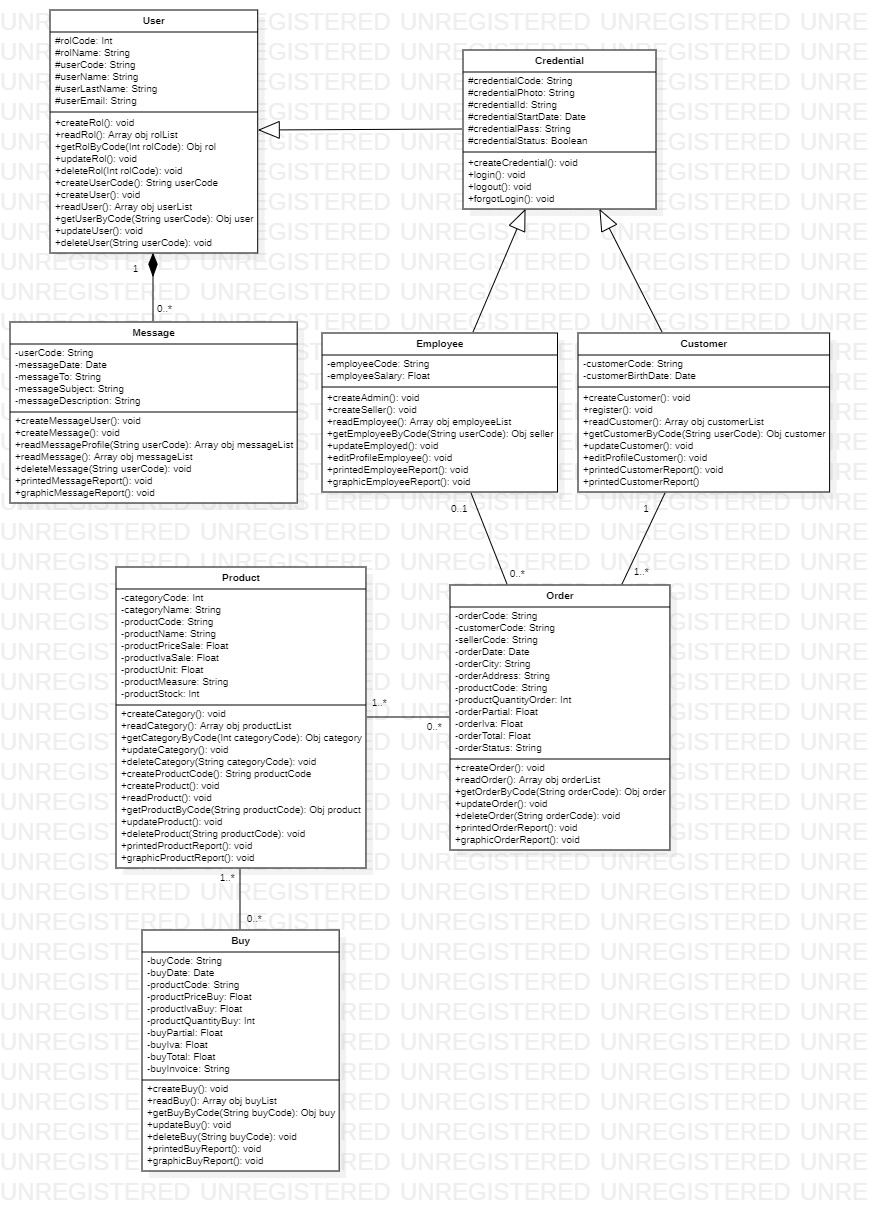 User
#rolCode: Int
#rolName: String
#userCode: String
#userName: String
#userLastName: String
#userEmail: String
+createRol(): void
+readRol(): Array obj rolList
+getRolByCode(Int rolCode): Obj rol
+updateRol(): void
+deleteRol(Int rolCode): void
+createUserCode(): String userCode
+createUser(): void
+readUser(): Array obj userList
+getUserByCode(String userCode): Obj user
+updateUser(): void
+deleteUser(String userCode): void
Credential
#credentialCode: String
#credentialPhoto: String
#credentialId: String
#credentialStartDate: Date
#credentialPass: String
#credentialStatus: Boolean
+createCredential(): void
+login(): void
+logout(): void
+forgotLogin(): void
1
0..*
Message
-userCode: String
-messageDate: Date
-messageTo: String
-messageSubject: String
-messageDescription: String
+createMessageUser(): void
+createMessage(): void
+readMessageProfile(String userCode): Array obj messageList
+readMessage(): Array obj messageList
+deleteMessage(String userCode): void
+printedMessageReport(): void
+graphicMessageReport(): void
Employee
-employeeCode: String
-employeeSalary: Float
+createAdmin(): void
+createSeller(): void
+readEmployee(): Array obj employeeList
+getEmployeeByCode(String userCode): Obj seller
+updateEmployed(): void
+editProfileEmployee(): void
+printedEmployeeReport(): void
+graphicEmployeeReport(): void
Customer
-customerCode: String
-customerBirthDate: Date
+createCustomer(): void
+register(): void
+readCustomer(): Array obj customerList
+getCustomerByCode(String userCode): Obj customer
+updateCustomer(): void
+editProfileCustomer(): void
+printedCustomerReport(): void
+printedCustomerReport()
0..1
0..*
1
1..*
Product
-categoryCode: Int
-categoryName: String
-productCode: String
-productName: String
-productPriceSale: Float
-productIvaSale: Float
-productUnit: Float
-productMeasure: String
-productStock: Int
+createCategory(): void
+readCategory(): Array obj productList
+getCategoryByCode(Int categoryCode): Obj category
+updateCategory(): void
+deleteCategory(String categoryCode): void
+createProductCode(): String productCode
+createProduct(): void
+readProduct(): void
+getProductByCode(String productCode): Obj product
+updateProduct(): void
+deleteProduct(String productCode): void
+printedProductReport(): void
+graphicProductReport(): void
1..*
0..*
Order
-orderCode: String
-customerCode: String
-sellerCode: String
-orderDate: Date
-orderCity: String
-orderAddress: String
-productCode: String
-productQuantityOrder: Int
-orderPartial: Float
-orderIva: Float
-orderTotal: Float
-orderStatus: String
+createOrder(): void
+readOrder(): Array obj orderList
+getOrderByCode(String orderCode): Obj order
+updateOrder(): void
+deleteOrder(String orderCode): void
+printedOrderReport(): void
+graphicOrderReport(): void
1..*
0..*
Buy
-buyCode: String
-buyDate: Date
-productCode: String
-productPriceBuy: Float
-productIvaBuy: Float
-productQuantityBuy: Int
-buyPartial: Float
-buyIva: Float
-buyTotal: Float
-buyInvoice: String
+createBuy(): void
+readBuy(): Array obj buyList
+getBuyByCode(String buyCode): Obj buy
+updateBuy(): void
+deleteBuy(String buyCode): void
+printedBuyReport(): void
+graphicBuyReport(): void
UNREGISTERED UNREGISTERED UNREGISTERED UNREGISTERED UNRE